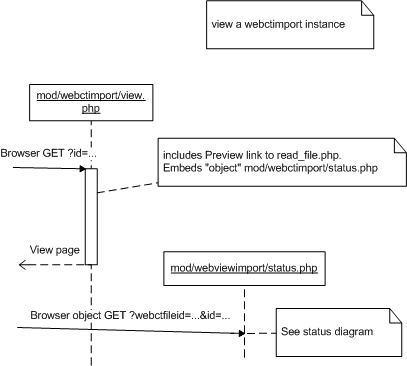 view a webctimport instance
mod/webctimport/view.
php
Browser GET ?id=...
includes Preview link to read_file.php.
Embeds "object" mod/webctimport/status.php
View page
mod/webviewimport/status.php
Browser object GET ?webctfileid=...&id=...
See status diagram